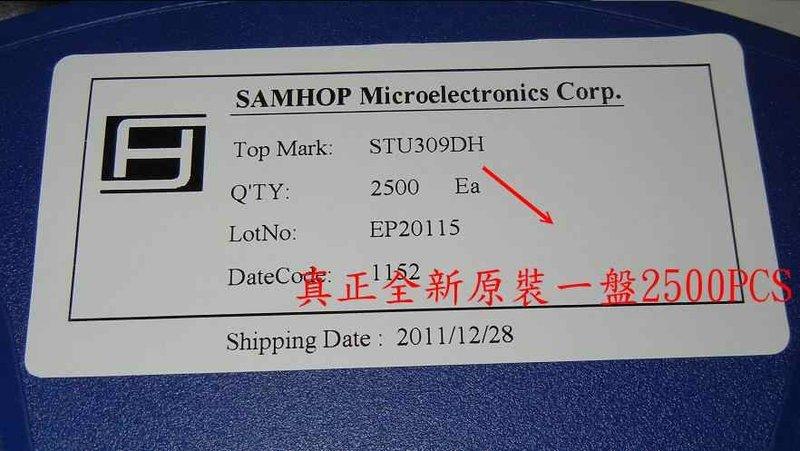 SAMHOP Microelectronics Corp.
Top Mark: STU309DH
Q'TY: 2500 Ea
LotNo: EP20115
DateCode: 1152
真正全新原裝一盤2500PCS
Shipping Date : 2011/12/28